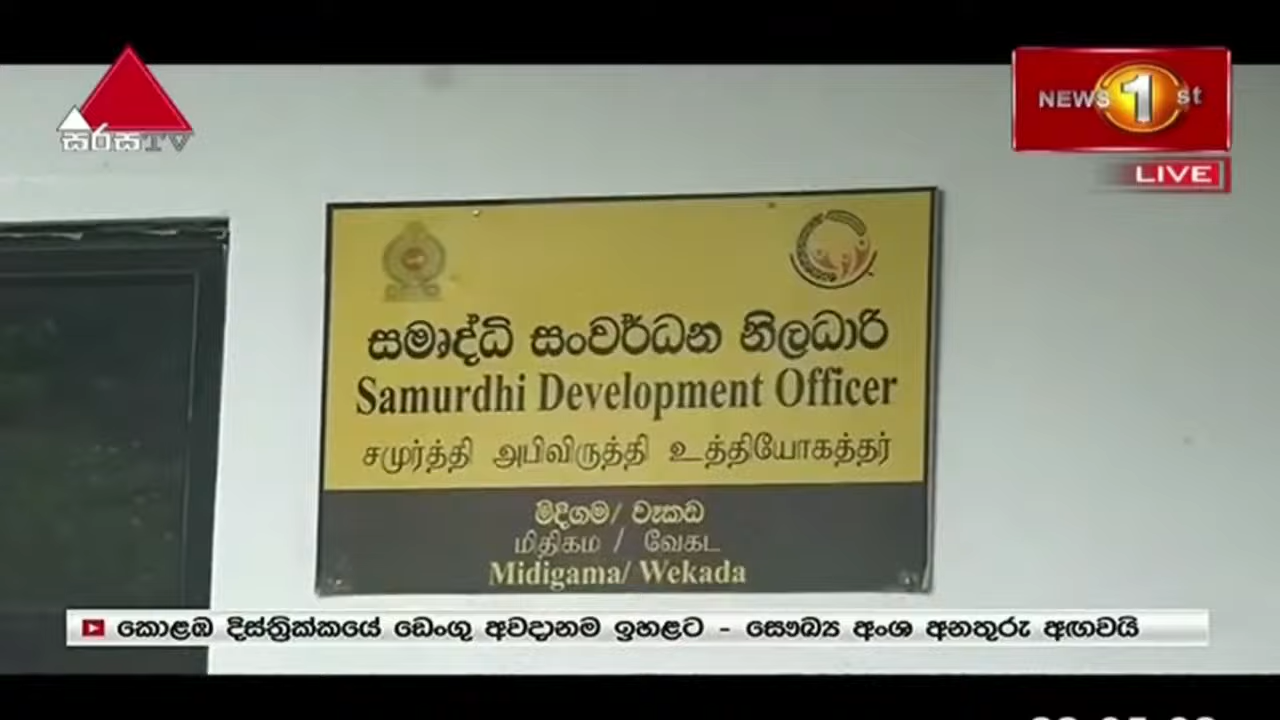 සිරසTV
NEWS 1st
LIVE
සමෘද්ධි සංවර්ධන නිලධාරි
Samurdhi Development Officer
சமுர்த்தி அபிவிருத்தி உத்தியோகத்தர்
මිදිගම/ වෑකඩ
மிதிகம / வேகட
Midigama/ Wekada
කොළඹ දිස්ත්‍රික්කයේ ඩෙංගු අවදානම ඉහළට - සෞඛ්‍ය අංශ අනතුරු අඟවයි